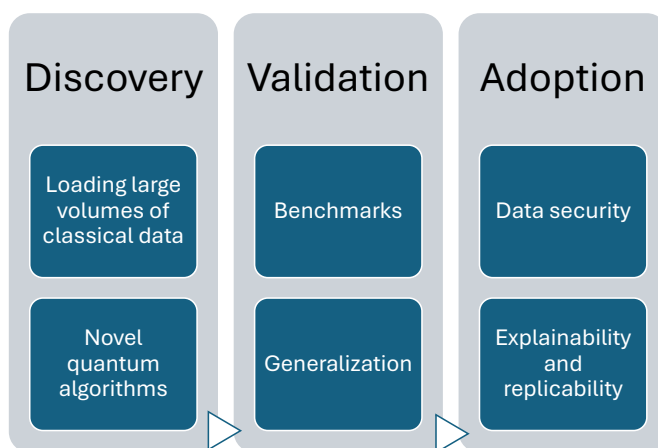 Discovery
Loading large
volumes of
classical data
Novel
quantum
algorithms
Validation
Benchmarks
Generalization
Adoption
Data security
Explainability
and
replicability